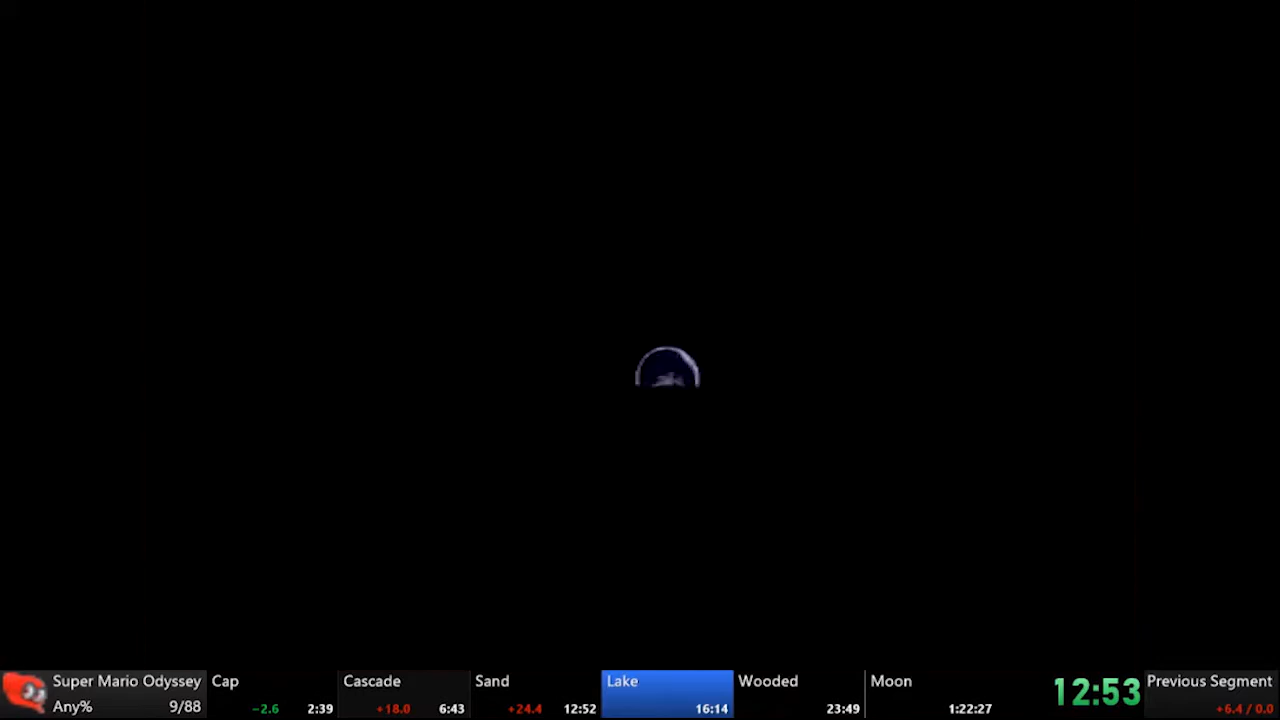 Super Mario Odyssey
Any% 9/88
Cap
−2.6 2:39
Cascade
+18.0 6:43
Sand
+24.4 12:52
Lake
16:14
Wooded
23:49
Moon
1:22:27
12:53
Previous Segment
+6.4 / 0.0